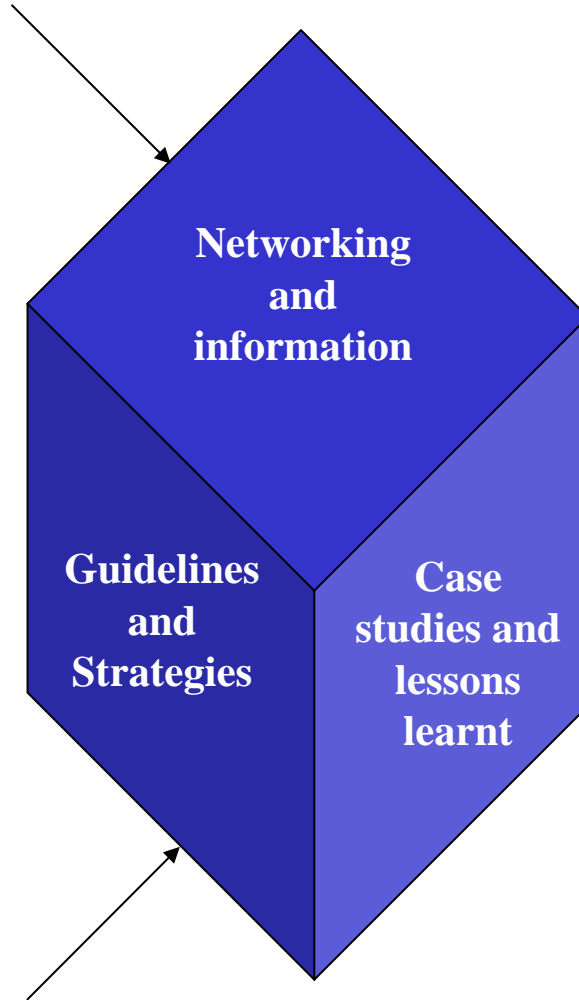 Networking
and
information
Guidelines
and
Strategies
Case
studies and
lessons
learnt